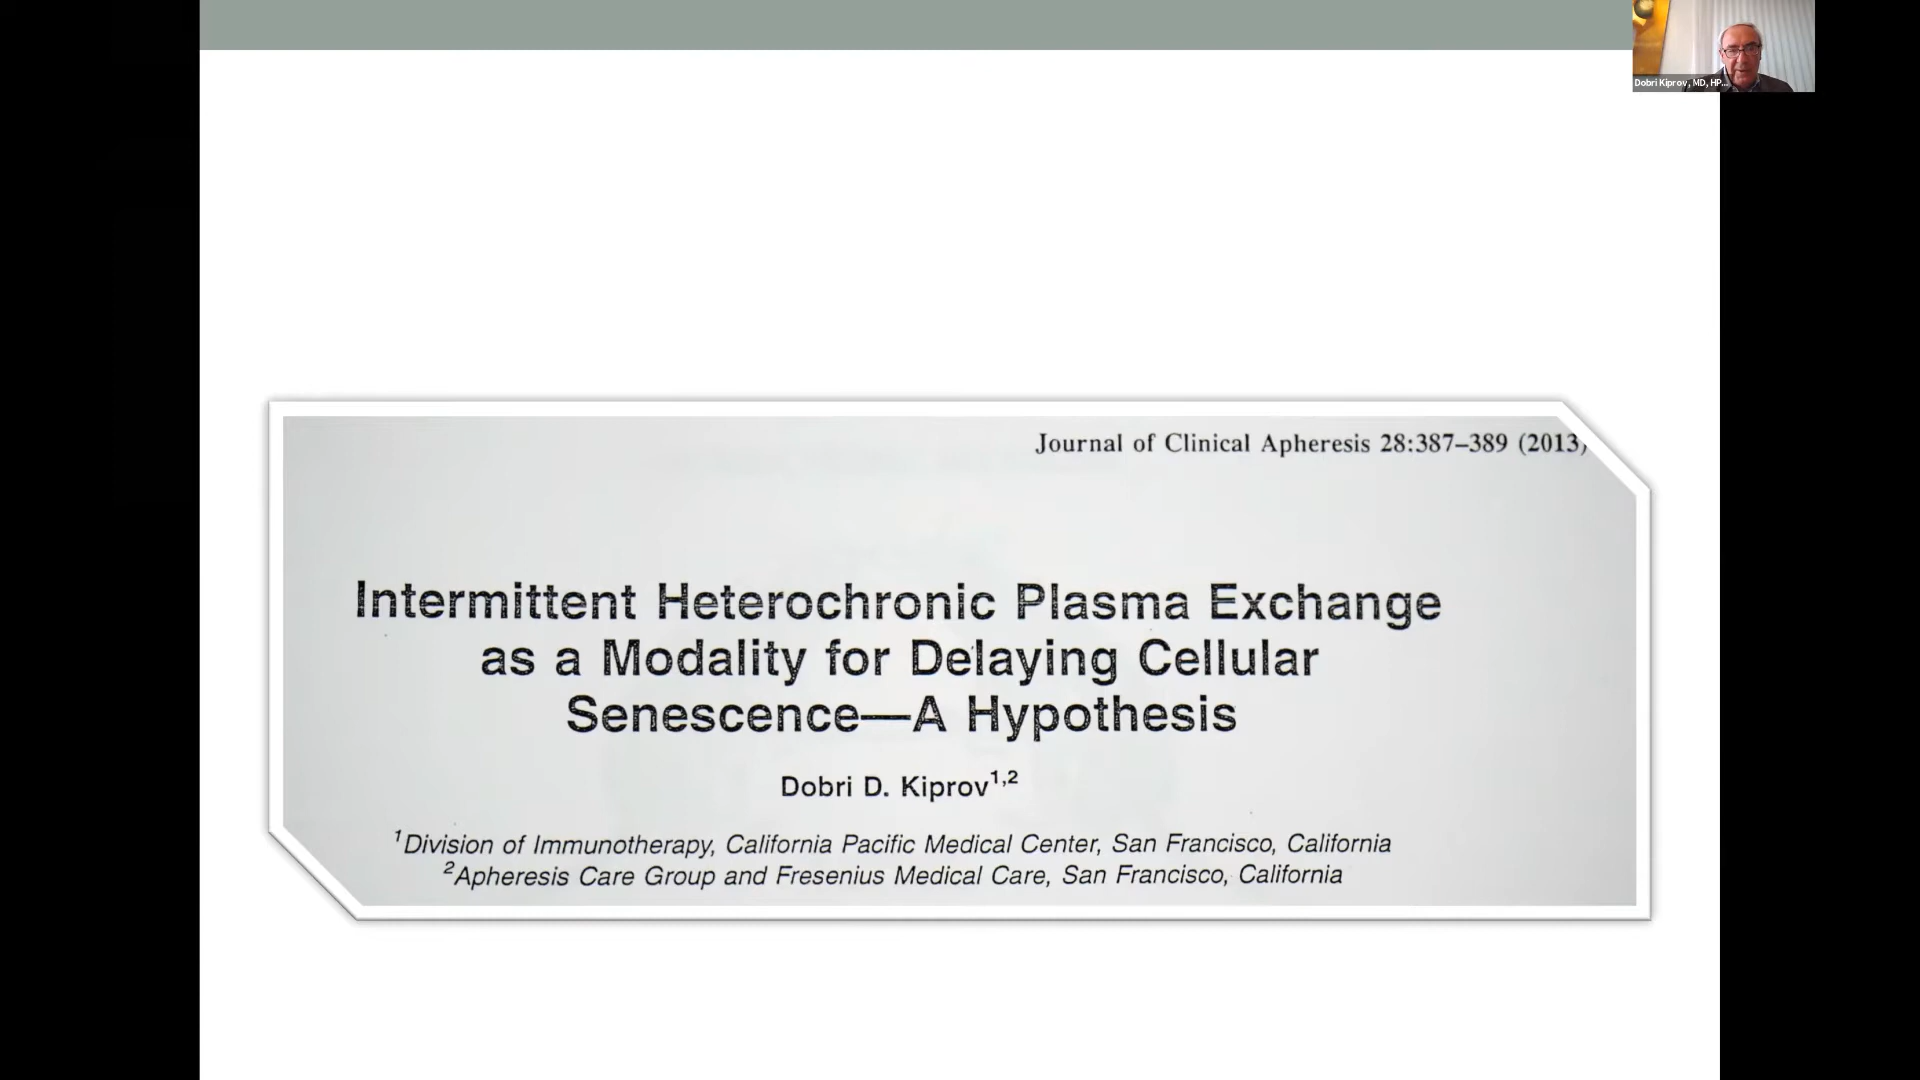 Dobri Kiprov, MD, HP...
Journal of Clinical Apheresis 28:387–389 (2013)
Intermittent Heterochronic Plasma Exchange
as a Modality for Delaying Cellular
Senescence—A Hypothesis
Dobri D. Kiprov1,2
1Division of Immunotherapy, California Pacific Medical Center, San Francisco, California
2Apheresis Care Group and Fresenius Medical Care, San Francisco, California